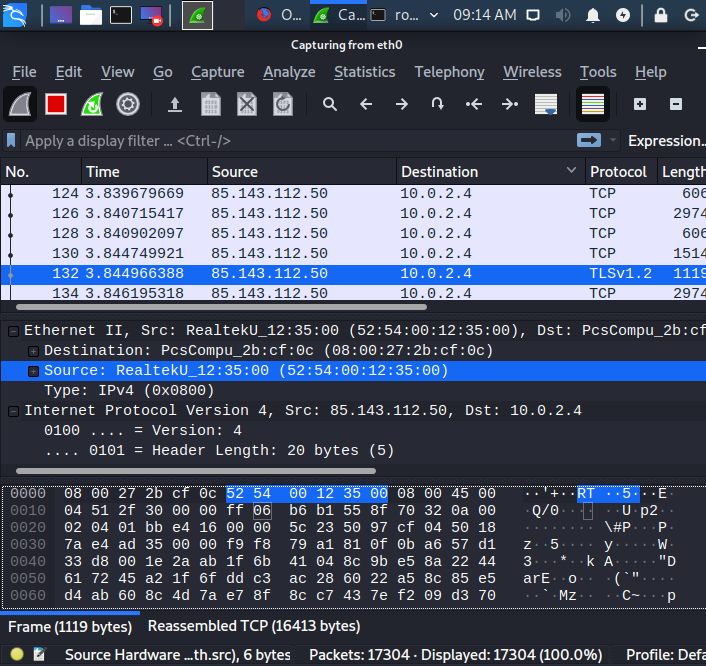 O...
Ca...
ro...
09:14 AM
Capturing from eth0
File Edit View Go Capture Analyze Statistics Telephony Wireless Tools Help
Apply a display filter ... <Ctrl-/>
Expression...
No. Time Source Destination Protocol Length
124 3.839679669 85.143.112.50 10.0.2.4 TCP 606
126 3.840715417 85.143.112.50 10.0.2.4 TCP 2974
128 3.840902097 85.143.112.50 10.0.2.4 TCP 606
130 3.844749921 85.143.112.50 10.0.2.4 TCP 1514
132 3.844966388 85.143.112.50 10.0.2.4 TLSv1.2 1119
134 3.846195318 85.143.112.50 10.0.2.4 TCP 2974
Ethernet II, Src: RealtekU_12:35:00 (52:54:00:12:35:00), Dst: PcsCompu_2b:cf
Destination: PcsCompu_2b:cf:0c (08:00:27:2b:cf:0c)
Source: RealtekU_12:35:00 (52:54:00:12:35:00)
Type: IPv4 (0x0800)
Internet Protocol Version 4, Src: 85.143.112.50, Dst: 10.0.2.4
0100 .... = Version: 4
.... 0101 = Header Length: 20 bytes (5)
0000 08 00 27 2b cf 0c 52 54 00 12 35 00 08 00 45 00 ··'+··RT ··5···E·
0010 04 51 2f 30 00 00 ff 06 b6 b1 55 8f 70 32 0a 00 ·Q/0···· ··U·p2··
0020 02 04 01 bb e4 16 00 00 5c 23 50 97 cf 04 50 18 ········ \#P···P·
0030 7a e4 ad 35 00 00 f9 f8 79 a1 81 0f 0b a6 57 d1 z··5···· y·····W·
0040 33 d8 00 1e 2a ab 1f 6b 41 04 8c 9b e5 8a 22 44 3···*··k A·····"D
0050 61 72 45 a2 1f 6f dd c3 ac 28 60 22 a5 8c 85 e5 arE··o·· ·(`"····
0060 d4 ab 60 8c 4d 7a e7 8f 8c c7 43 7e f2 09 d3 70 ··`·Mz·· ··C~···p
Frame (1119 bytes) Reassembled TCP (16413 bytes)
Source Hardware ...th.src), 6 bytes Packets: 17304 · Displayed: 17304 (100.0%) Profile: Defa